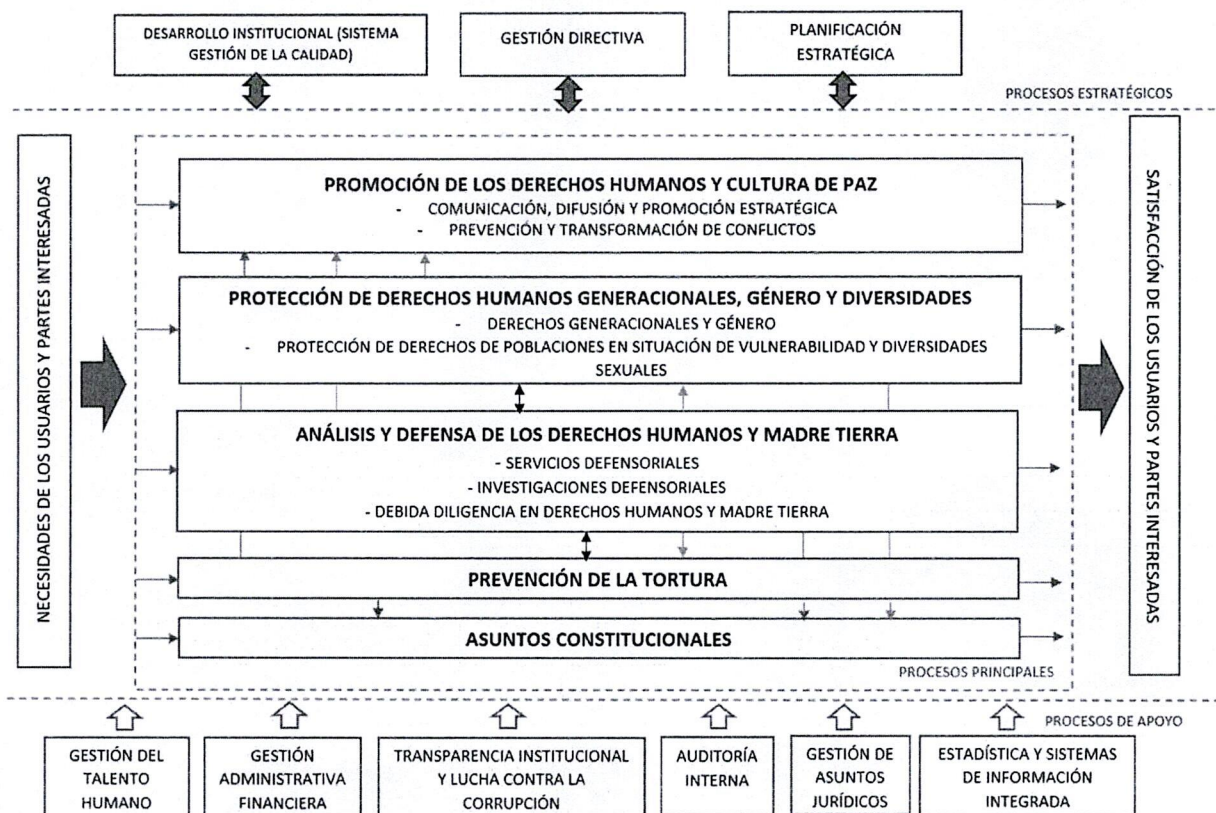 DESARROLLO INSTITUCIONAL (SISTEMA
GESTIÓN DE LA CALIDAD)
GESTIÓN DIRECTIVA
PLANIFICACIÓN
ESTRATÉGICA
PROCESOS ESTRATÉGICOS
NECESIDADES DE LOS USUARIOS Y PARTES INTERESADAS
PROMOCIÓN DE LOS DERECHOS HUMANOS Y CULTURA DE PAZ
- COMUNICACIÓN, DIFUSIÓN Y PROMOCIÓN ESTRATÉGICA
- PREVENCIÓN Y TRANSFORMACIÓN DE CONFLICTOS
PROTECCIÓN DE DERECHOS HUMANOS GENERACIONALES, GÉNERO Y DIVERSIDADES
- DERECHOS GENERACIONALES Y GÉNERO
- PROTECCIÓN DE DERECHOS DE POBLACIONES EN SITUACIÓN DE VULNERABILIDAD Y DIVERSIDADES
SEXUALES
ANÁLISIS Y DEFENSA DE LOS DERECHOS HUMANOS Y MADRE TIERRA
- SERVICIOS DEFENSORIALES
- INVESTIGACIONES DEFENSORIALES
- DEBIDA DILIGENCIA EN DERECHOS HUMANOS Y MADRE TIERRA
PREVENCIÓN DE LA TORTURA
ASUNTOS CONSTITUCIONALES
PROCESOS PRINCIPALES
SATISFACCCIÓN DE LOS USUARIOS Y PARTES INTERESADAS
PROCESOS DE APOYO
GESTIÓN DEL
TALENTO
HUMANO
GESTIÓN
ADMINISTRATIVA
FINANCIERA
TRANSPARENCIA INSTITUCIONAL
Y LUCHA CONTRA LA
CORRUPCIÓN
AUDITORÍA
INTERNA
GESTIÓN DE
ASUNTOS
JURÍDICOS
ESTADÍSTICA Y SISTEMAS
DE INFORMACIÓN
INTEGRADA